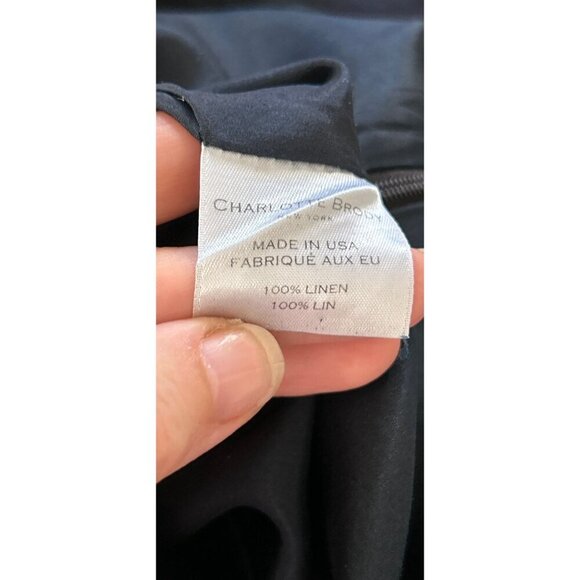 CHARLOTTE BRODY
NEW YORK
MADE IN USA
FABRIQUÉ AUX EU
100% LINEN
100% LIN